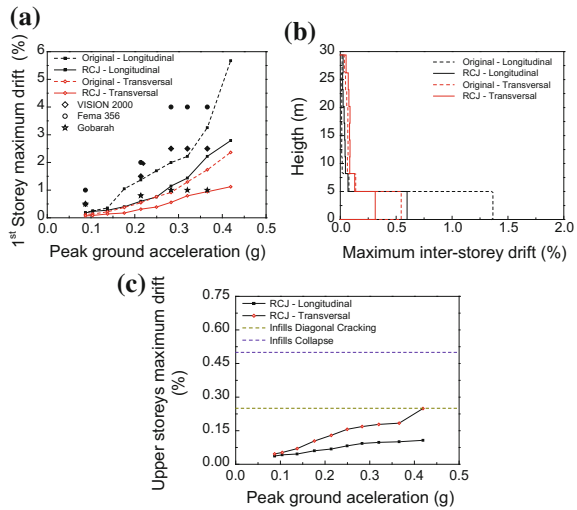 (a)
1st Storey maximum drift (%)
6
5
4
3
2
1
0
Original - Longitudinal
RCJ - Longitudinal
Original - Transversal
RCJ - Transversal
VISION 2000
Fema 356
Gobarah
0.0 0.1 0.2 0.3 0.4 0.5
Peak ground acceleration (g)
(b)
Heigth (m)
30
25
20
15
10
5
0
Original - Longitudinal
RCJ - Longitudinal
Original - Transversal
RCJ - Transversal
0.0 0.5 1.0 1.5 2.0
Maximum inter-storey drift (%)
(c)
Upper storeys maximum drift
(%)
0.75
0.60
0.45
0.30
0.15
0.00
RCJ - Longitudinal
RCJ - Transversal
Infills Diagonal Cracking
Infills Collapse
0.0 0.1 0.2 0.3 0.4 0.5
Peak ground acceleration (g)